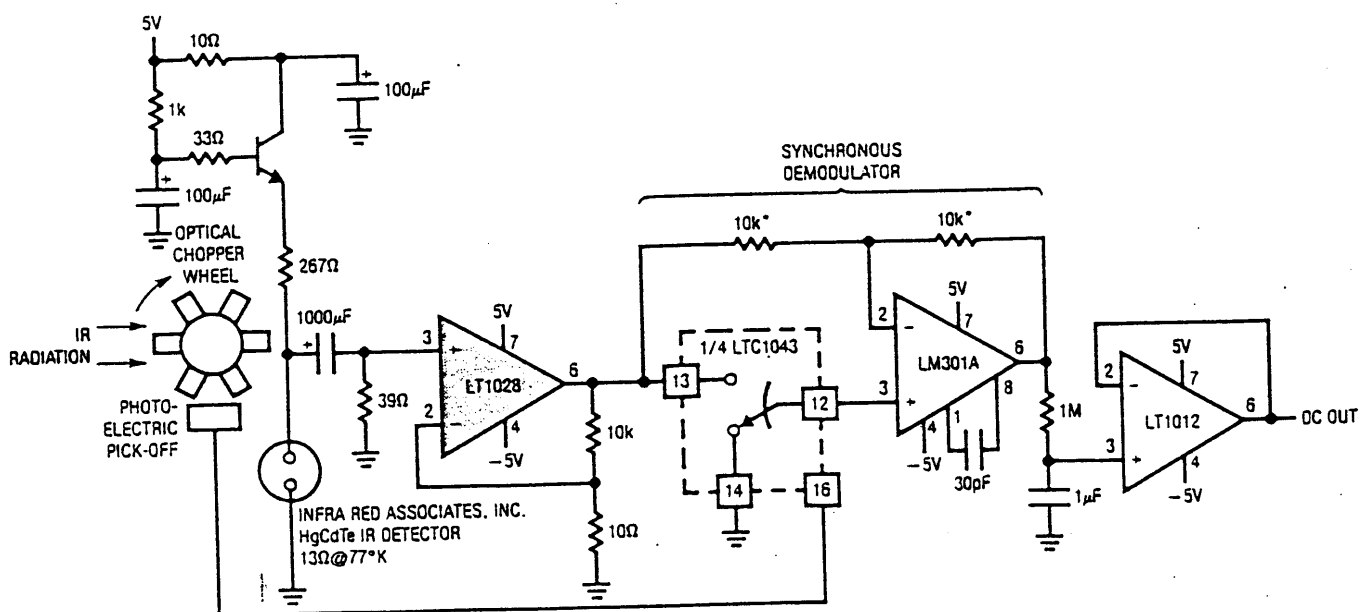 5V
10Ω
1k
33Ω
+
100µF
+
100µF
OPTICAL
CHOPPER
WHEEL
267Ω
IR
RADIATION
PHOTO-
ELECTRIC
PICK-OFF
1000µF
+
39Ω
3
+
2
−
LT1028
5V
7
6
4
−5V
10k
10Ω
INFRA RED ASSOCIATES, INC.
HgCdTe IR DETECTOR
13Ω@77°K
SYNCHRONOUS
DEMODULATOR
10k*
10k*
1/4 LTC1043
13
12
14
16
2
−
3
+
5V
7
LM301A
6
8
1
4
−5V
30pF
1M
1µF
2
−
3
+
5V
7
LT1012
6
4
−5V
DC OUT